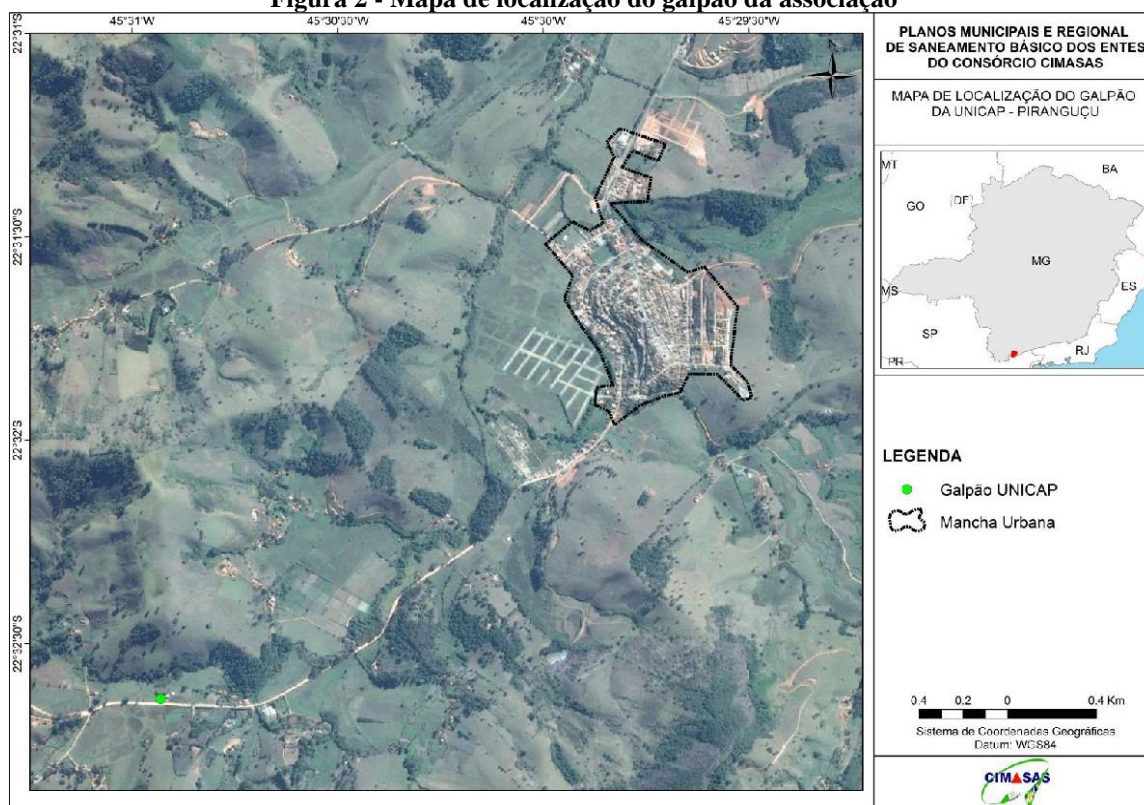 Figura 2 - Mapa de localização do galpão da associação
45°31'W
45°30'30"W
45°30'W
45°29'30"W
22°31'S
22°31'30"S
22°32'S
22°32'30"S
PLANOS MUNICIPAIS E REGIONAL
DE SANEAMENTO BÁSICO DOS ENTES
DO CONSÓRCIO CIMASAS
MAPA DE LOCALIZAÇÃO DO GALPÃO
DA UNICAP - PIRANGUÇU
MT
BA
GO
DF
MG
MS
ES
SP
RJ
PR
LEGENDA
Galpão UNICAP
Mancha Urbana
0.4 0.2 0 0.4 Km
Sistema de Coordenadas Geográficas
Datum: WGS84
CIMASAS